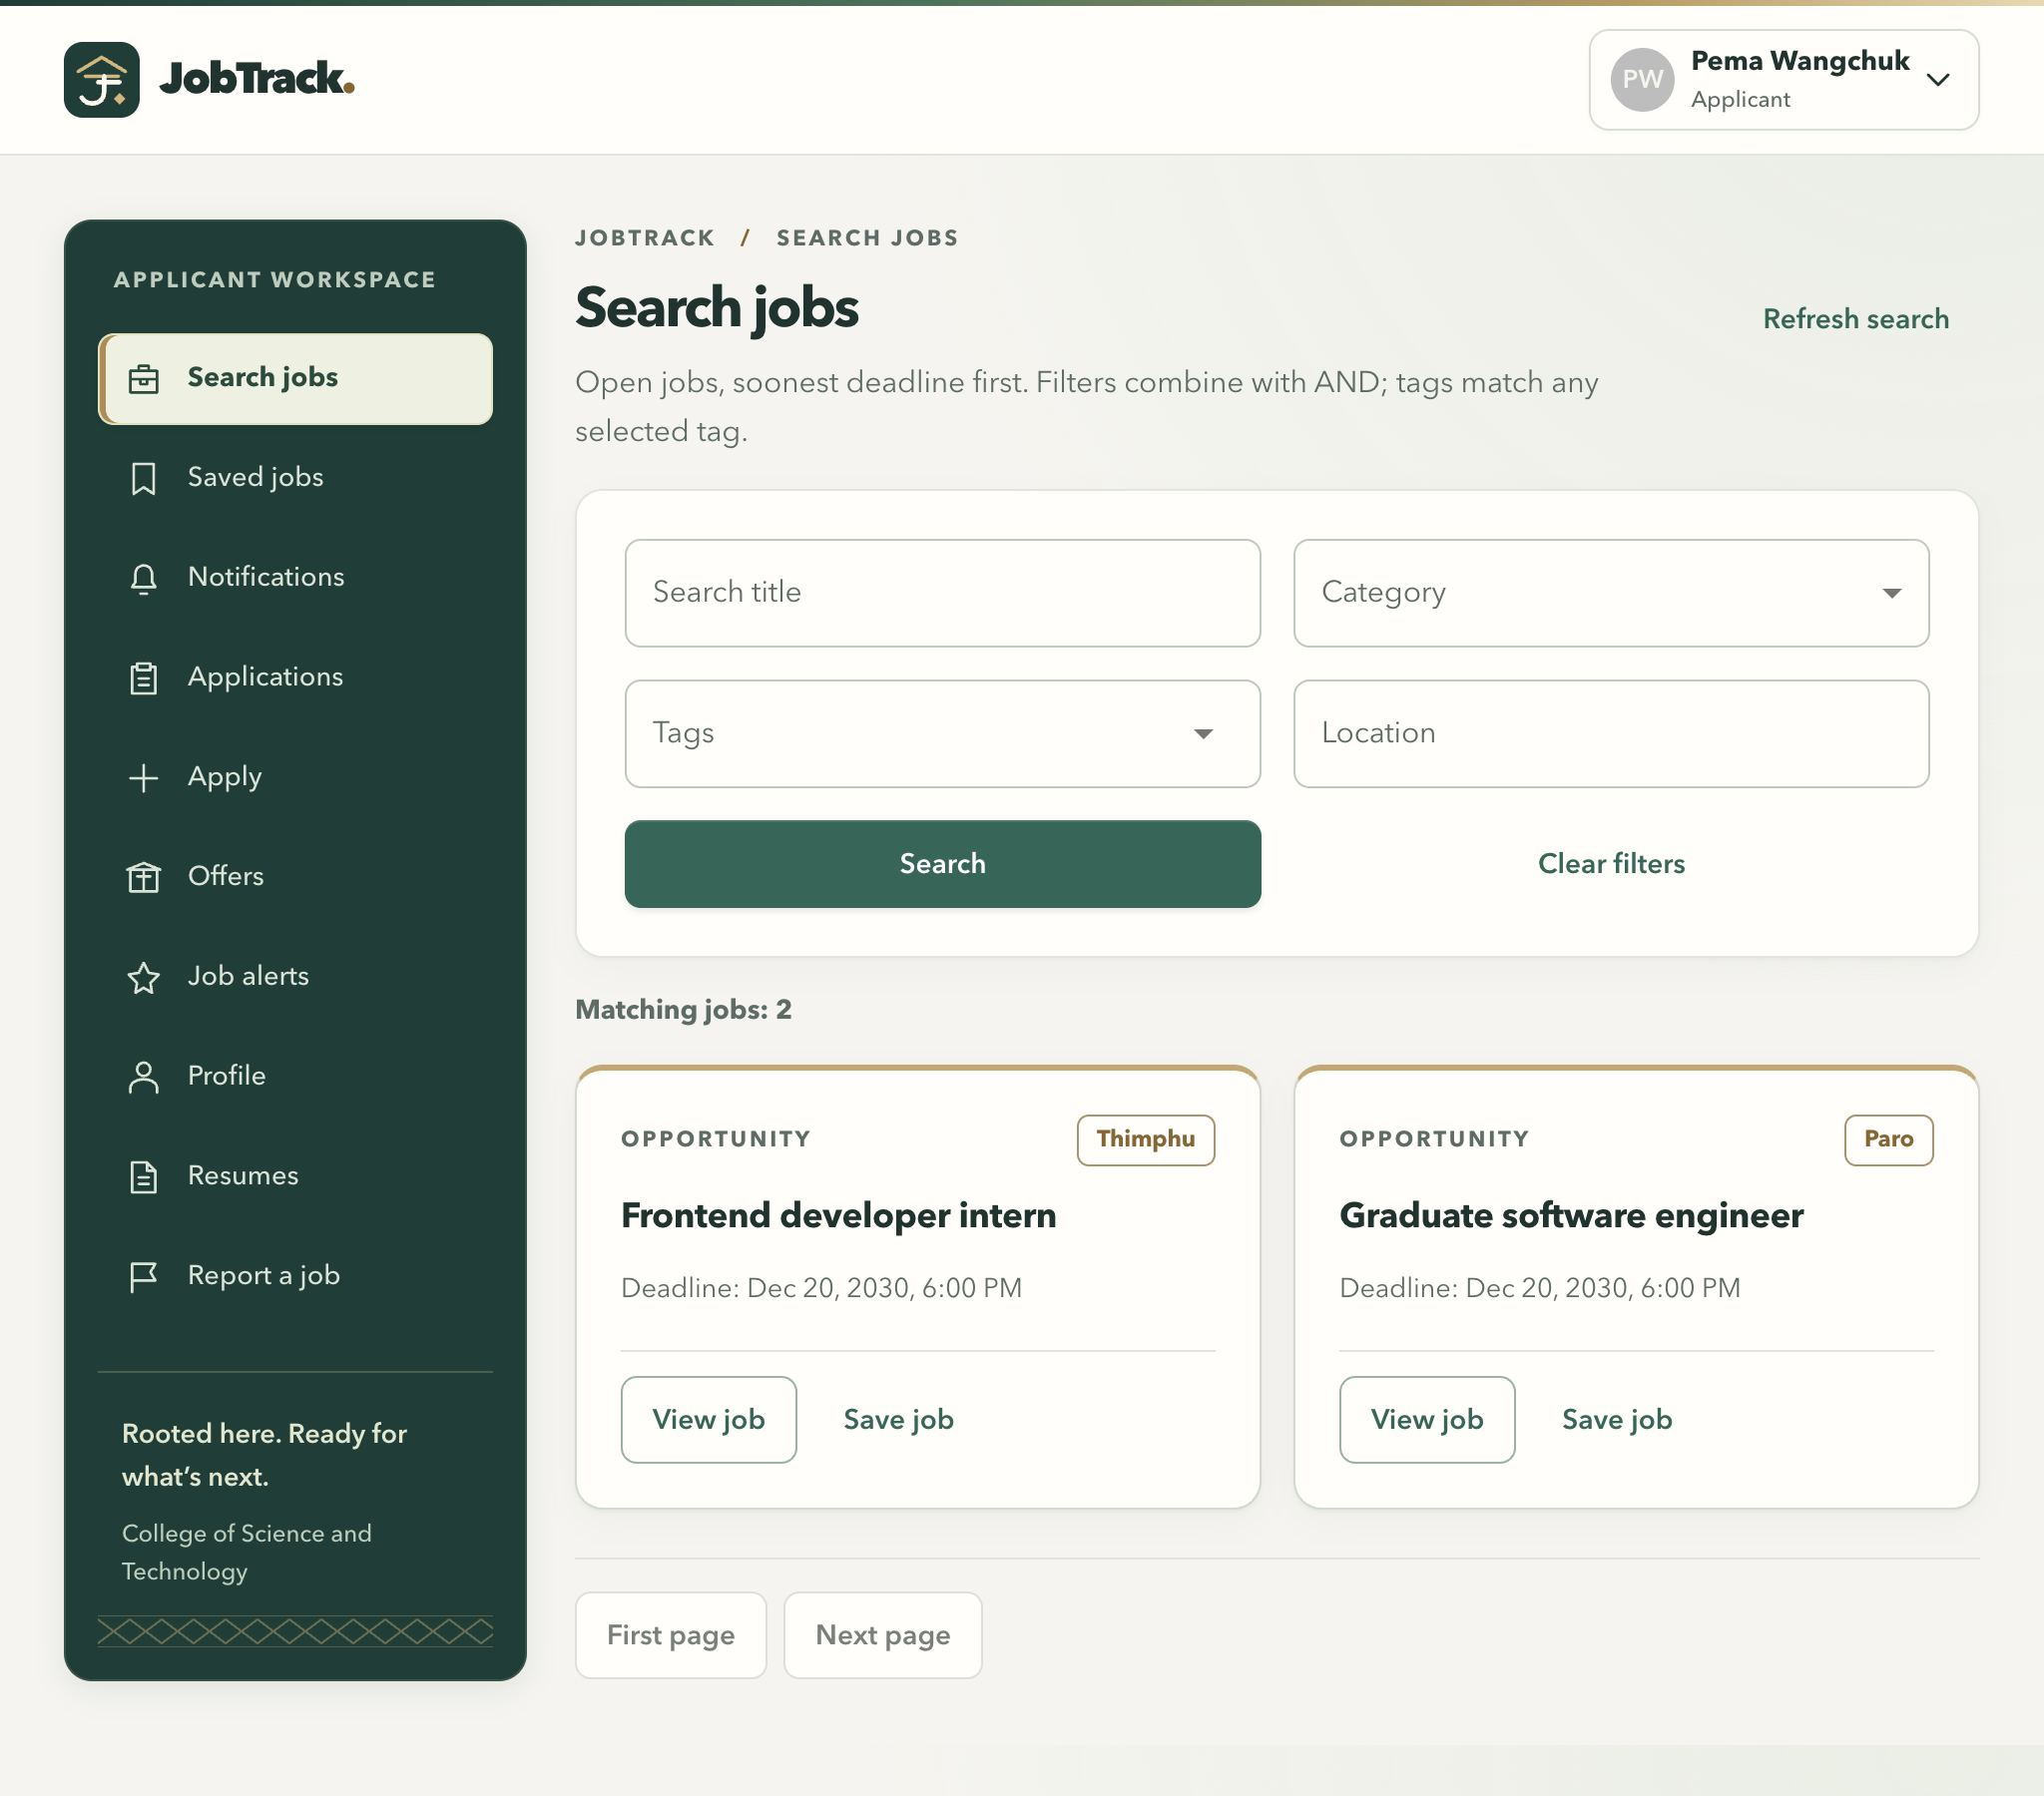 JobTrack.
PW
Pema Wangchuk
Applicant
APPLICANT WORKSPACE
Search jobs
Saved jobs
Notifications
Applications
Apply
Offers
Job alerts
Profile
Resumes
Report a job
Rooted here. Ready for
what’s next.
College of Science and
Technology
JOBTRACK / SEARCH JOBS
Search jobs
Refresh search
Open jobs, soonest deadline first. Filters combine with AND; tags match any
selected tag.
Search title
Category
Tags
Location
Search
Clear filters
Matching jobs: 2
OPPORTUNITY
Thimphu
Frontend developer intern
Deadline: Dec 20, 2030, 6:00 PM
View job
Save job
OPPORTUNITY
Paro
Graduate software engineer
Deadline: Dec 20, 2030, 6:00 PM
View job
Save job
First page
Next page